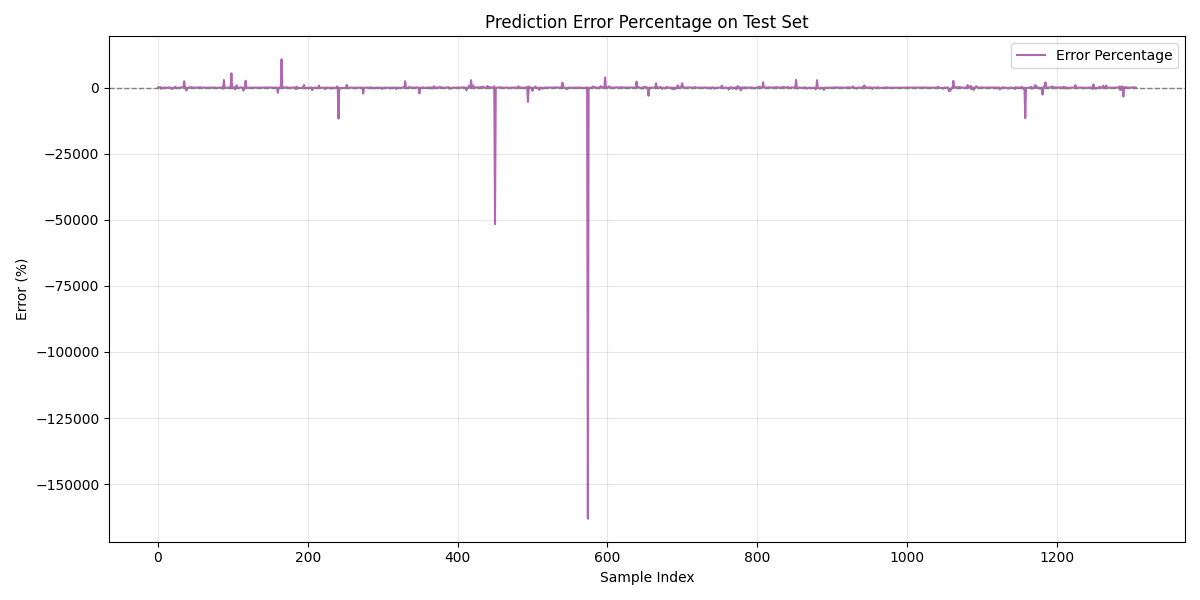 Prediction Error Percentage on Test Set
Error Percentage
0
−25000
−50000
−75000
−100000
−125000
−150000
Error (%)
0 200 400 600 800 1000 1200
Sample Index